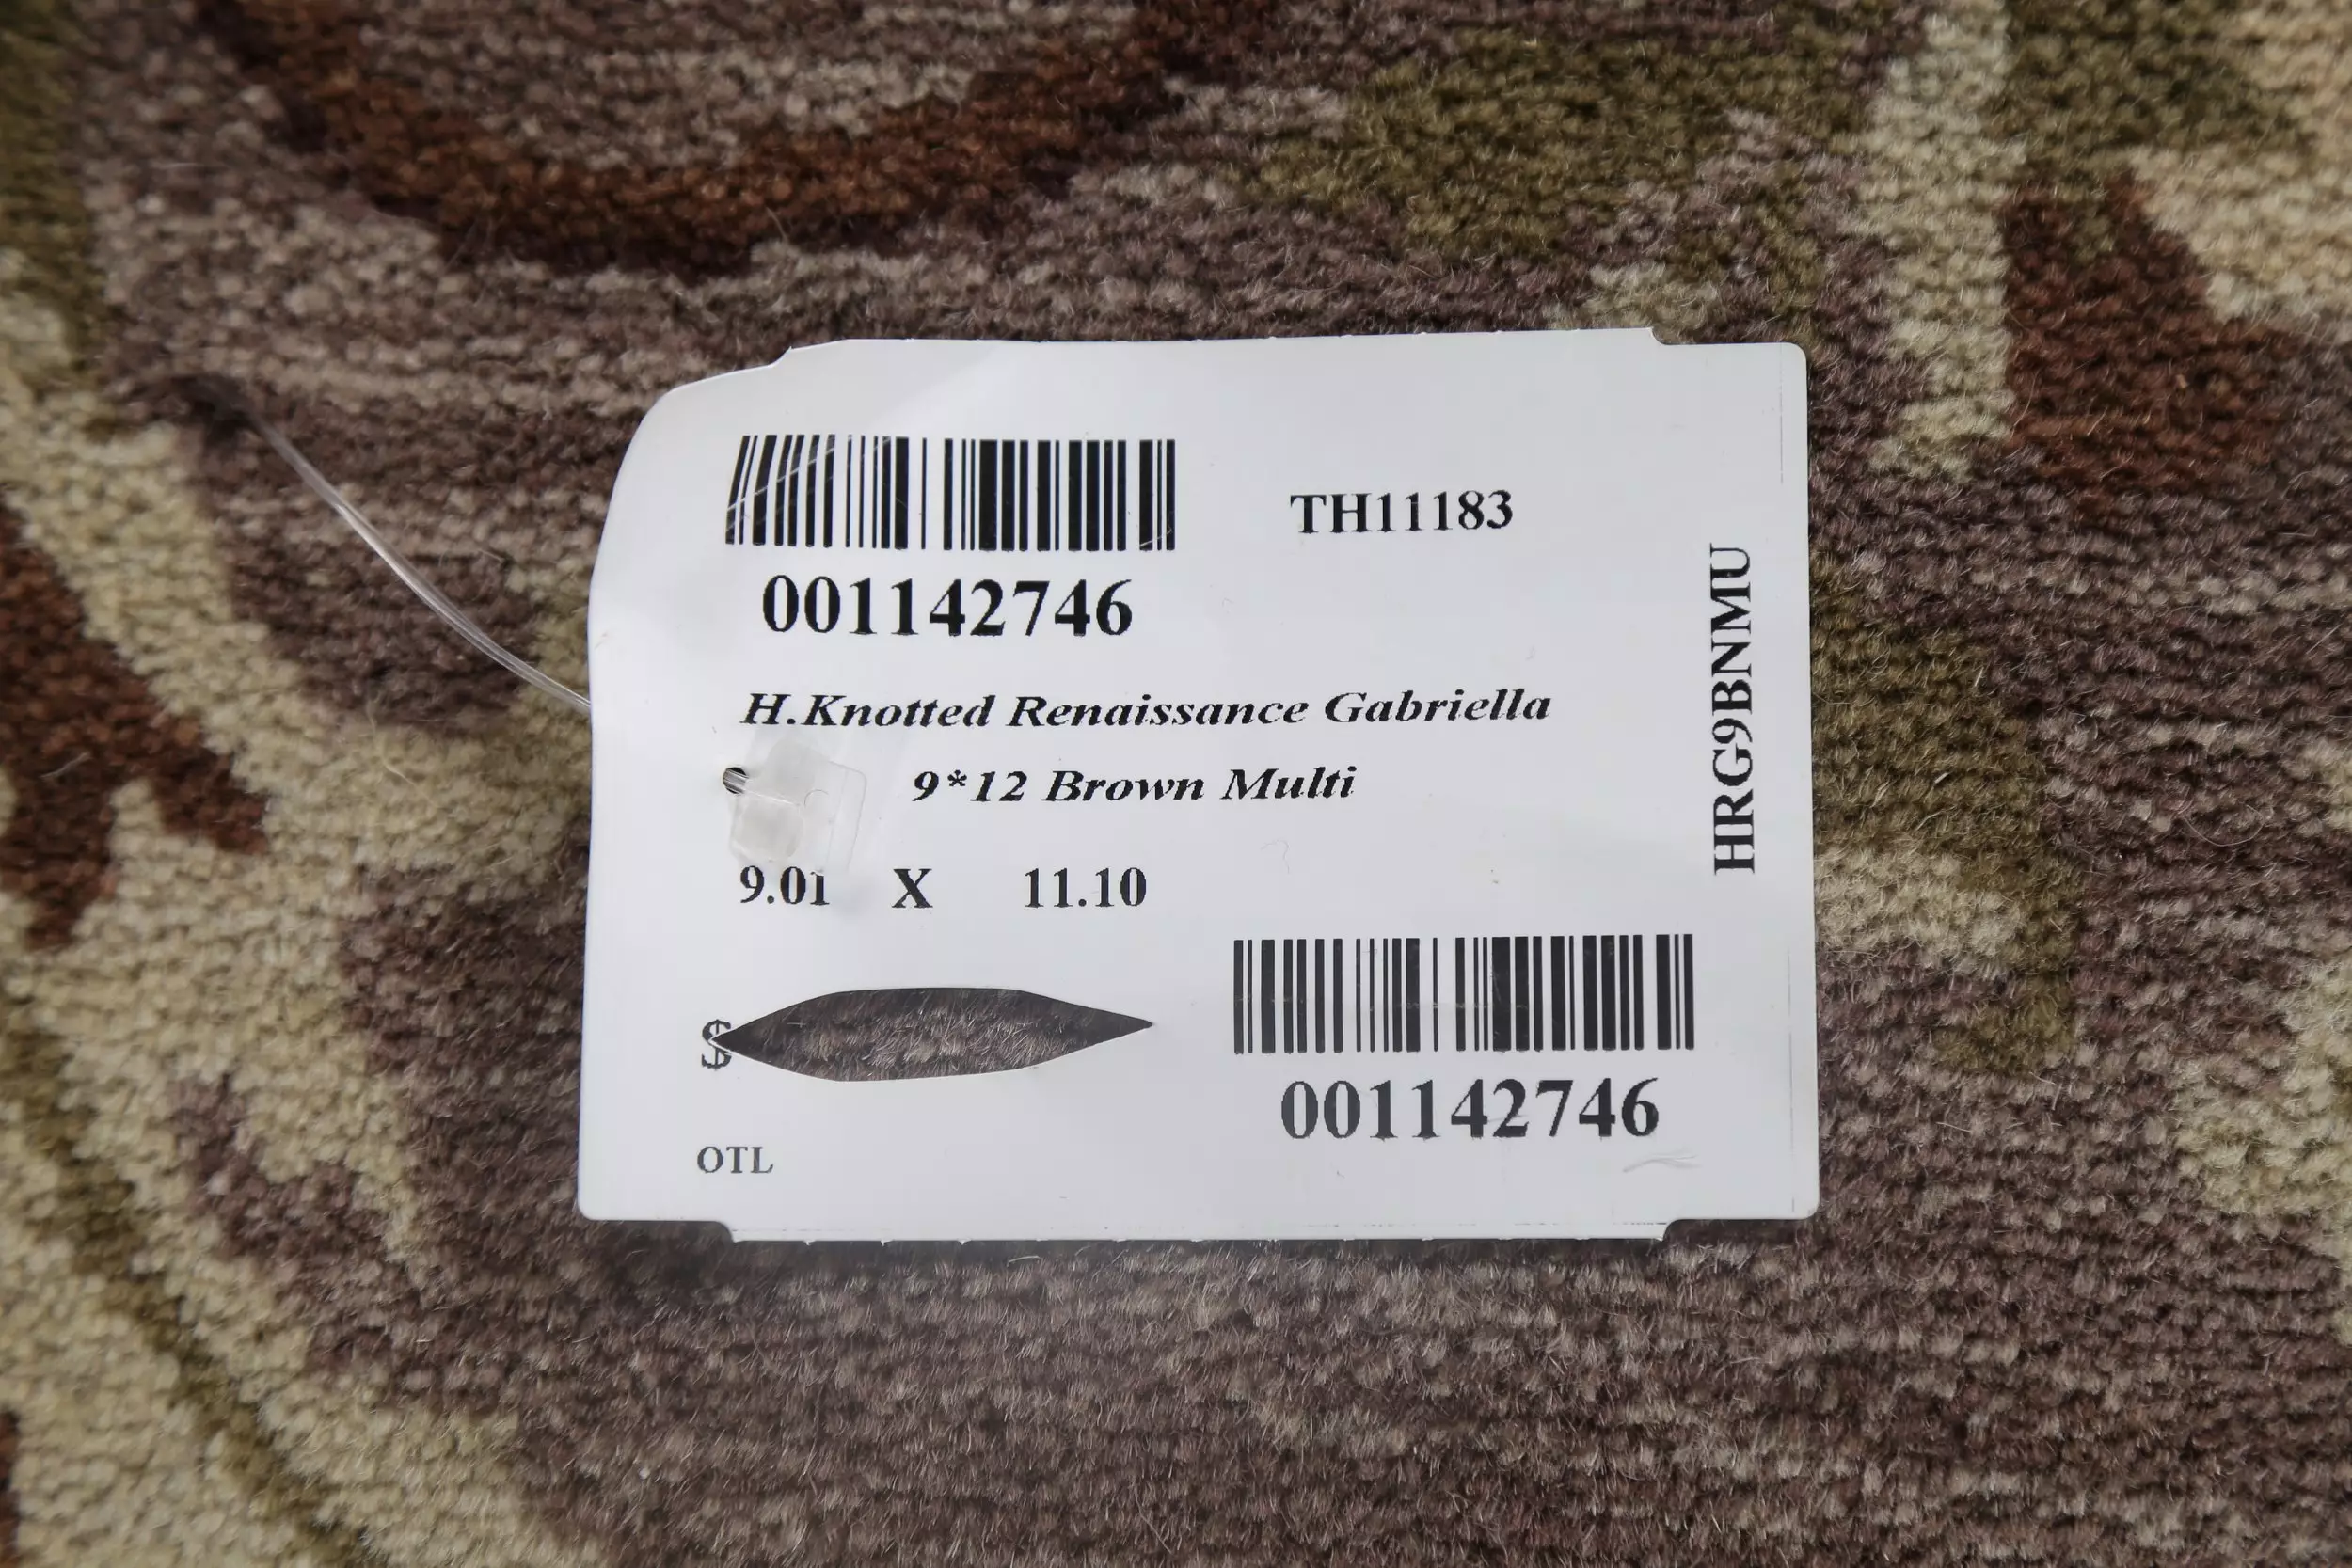 TH11183
001142746
H.Knotted Renaissance Gabriella
9*12 Brown Multi
9.01 X 11.10
$
001142746
OTL
HRG9BNMU